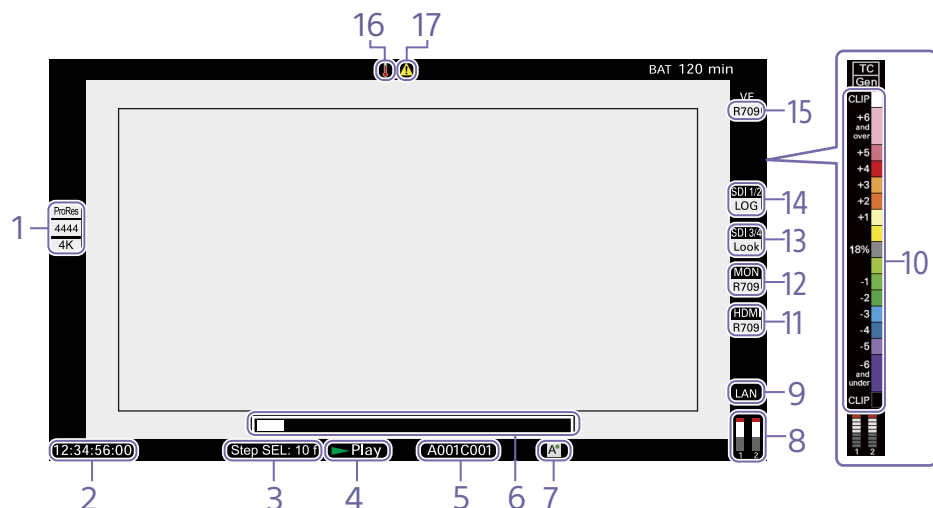 16 17
BAT 120 min
TC
Gen
CLIP
+6
and
over
+5
+4
+3
+2
+1
18%
-1
-2
-3
-4
-5
-6
and
under
CLIP
1 2
10
VF
R709
15
SDI 1/2
LOG
14
SDI 3/4
Look
13
MON
R709
12
HDMI
R709
11
LAN
9
1 2
8
1
ProRes
4444
4K
12:34:56:00
Step SEL: 10 f
Play
A001C001
A
2 3 4 5 6 7